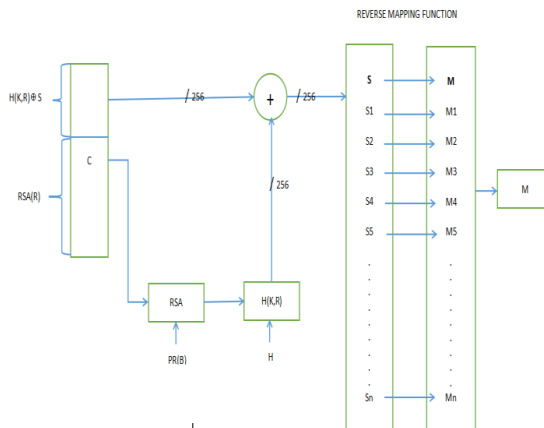 REVERSE MAPPING FUNCTION
S
M
H(K,R)⊕S
/ 256
+
/ 256
S1
M1
S2
M2
C
S3
M3
/ 256
RSA(R)
S4
M4
M
S5
M5
RSA
H(K,R)
PR(B)
H
Sn
Mn